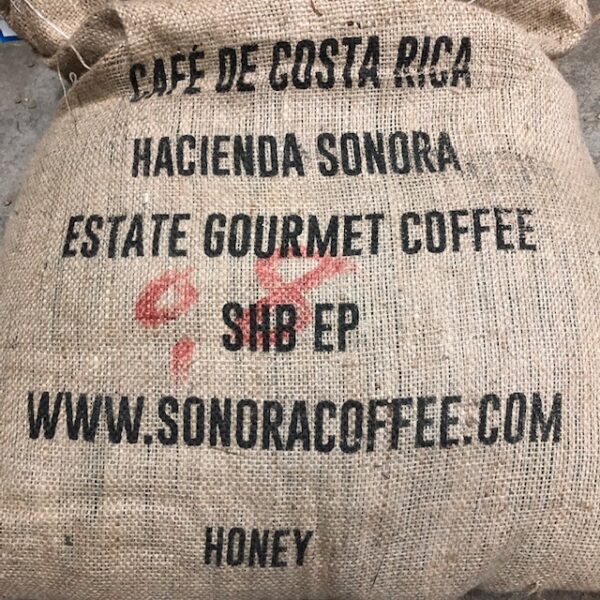 CAFÉ DE COSTA RICA
HACIENDA SONORA
ESTATE GOURMET COFFEE
SHB EP
WWW.SONORACOFFEE.COM
HONEY